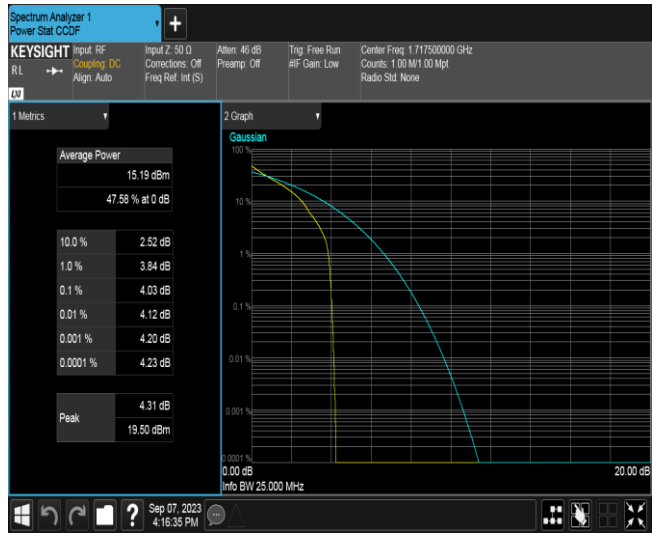 Spectrum Analyzer 1
Power Stat CCDF
+
KEYSIGHT
RL
LXI
Input: RF
Coupling: DC
Align: Auto
Input Z: 50 Ω
Corrections: Off
Freq Ref: Int (S)
Atten: 46 dB
Preamp: Off
Trig: Free Run
#IF Gain: Low
Center Freq: 1.717500000 GHz
Counts: 1.00 M/1.00 Mpt
Radio Std: None
1 Metrics
Average Power
15.19 dBm
47.58 % at 0 dB
10.0 % 2.52 dB
1.0 % 3.84 dB
0.1 % 4.03 dB
0.01 % 4.12 dB
0.001 % 4.20 dB
0.0001 % 4.23 dB
Peak
4.31 dB
19.50 dBm
2 Graph
Gaussian
100 %
10 %
1 %
0.1 %
0.01 %
0.001 %
0.0001 %
0.00 dB
20.00 dB
Info BW 25.000 MHz
?
Sep 07, 2023
4:16:35 PM